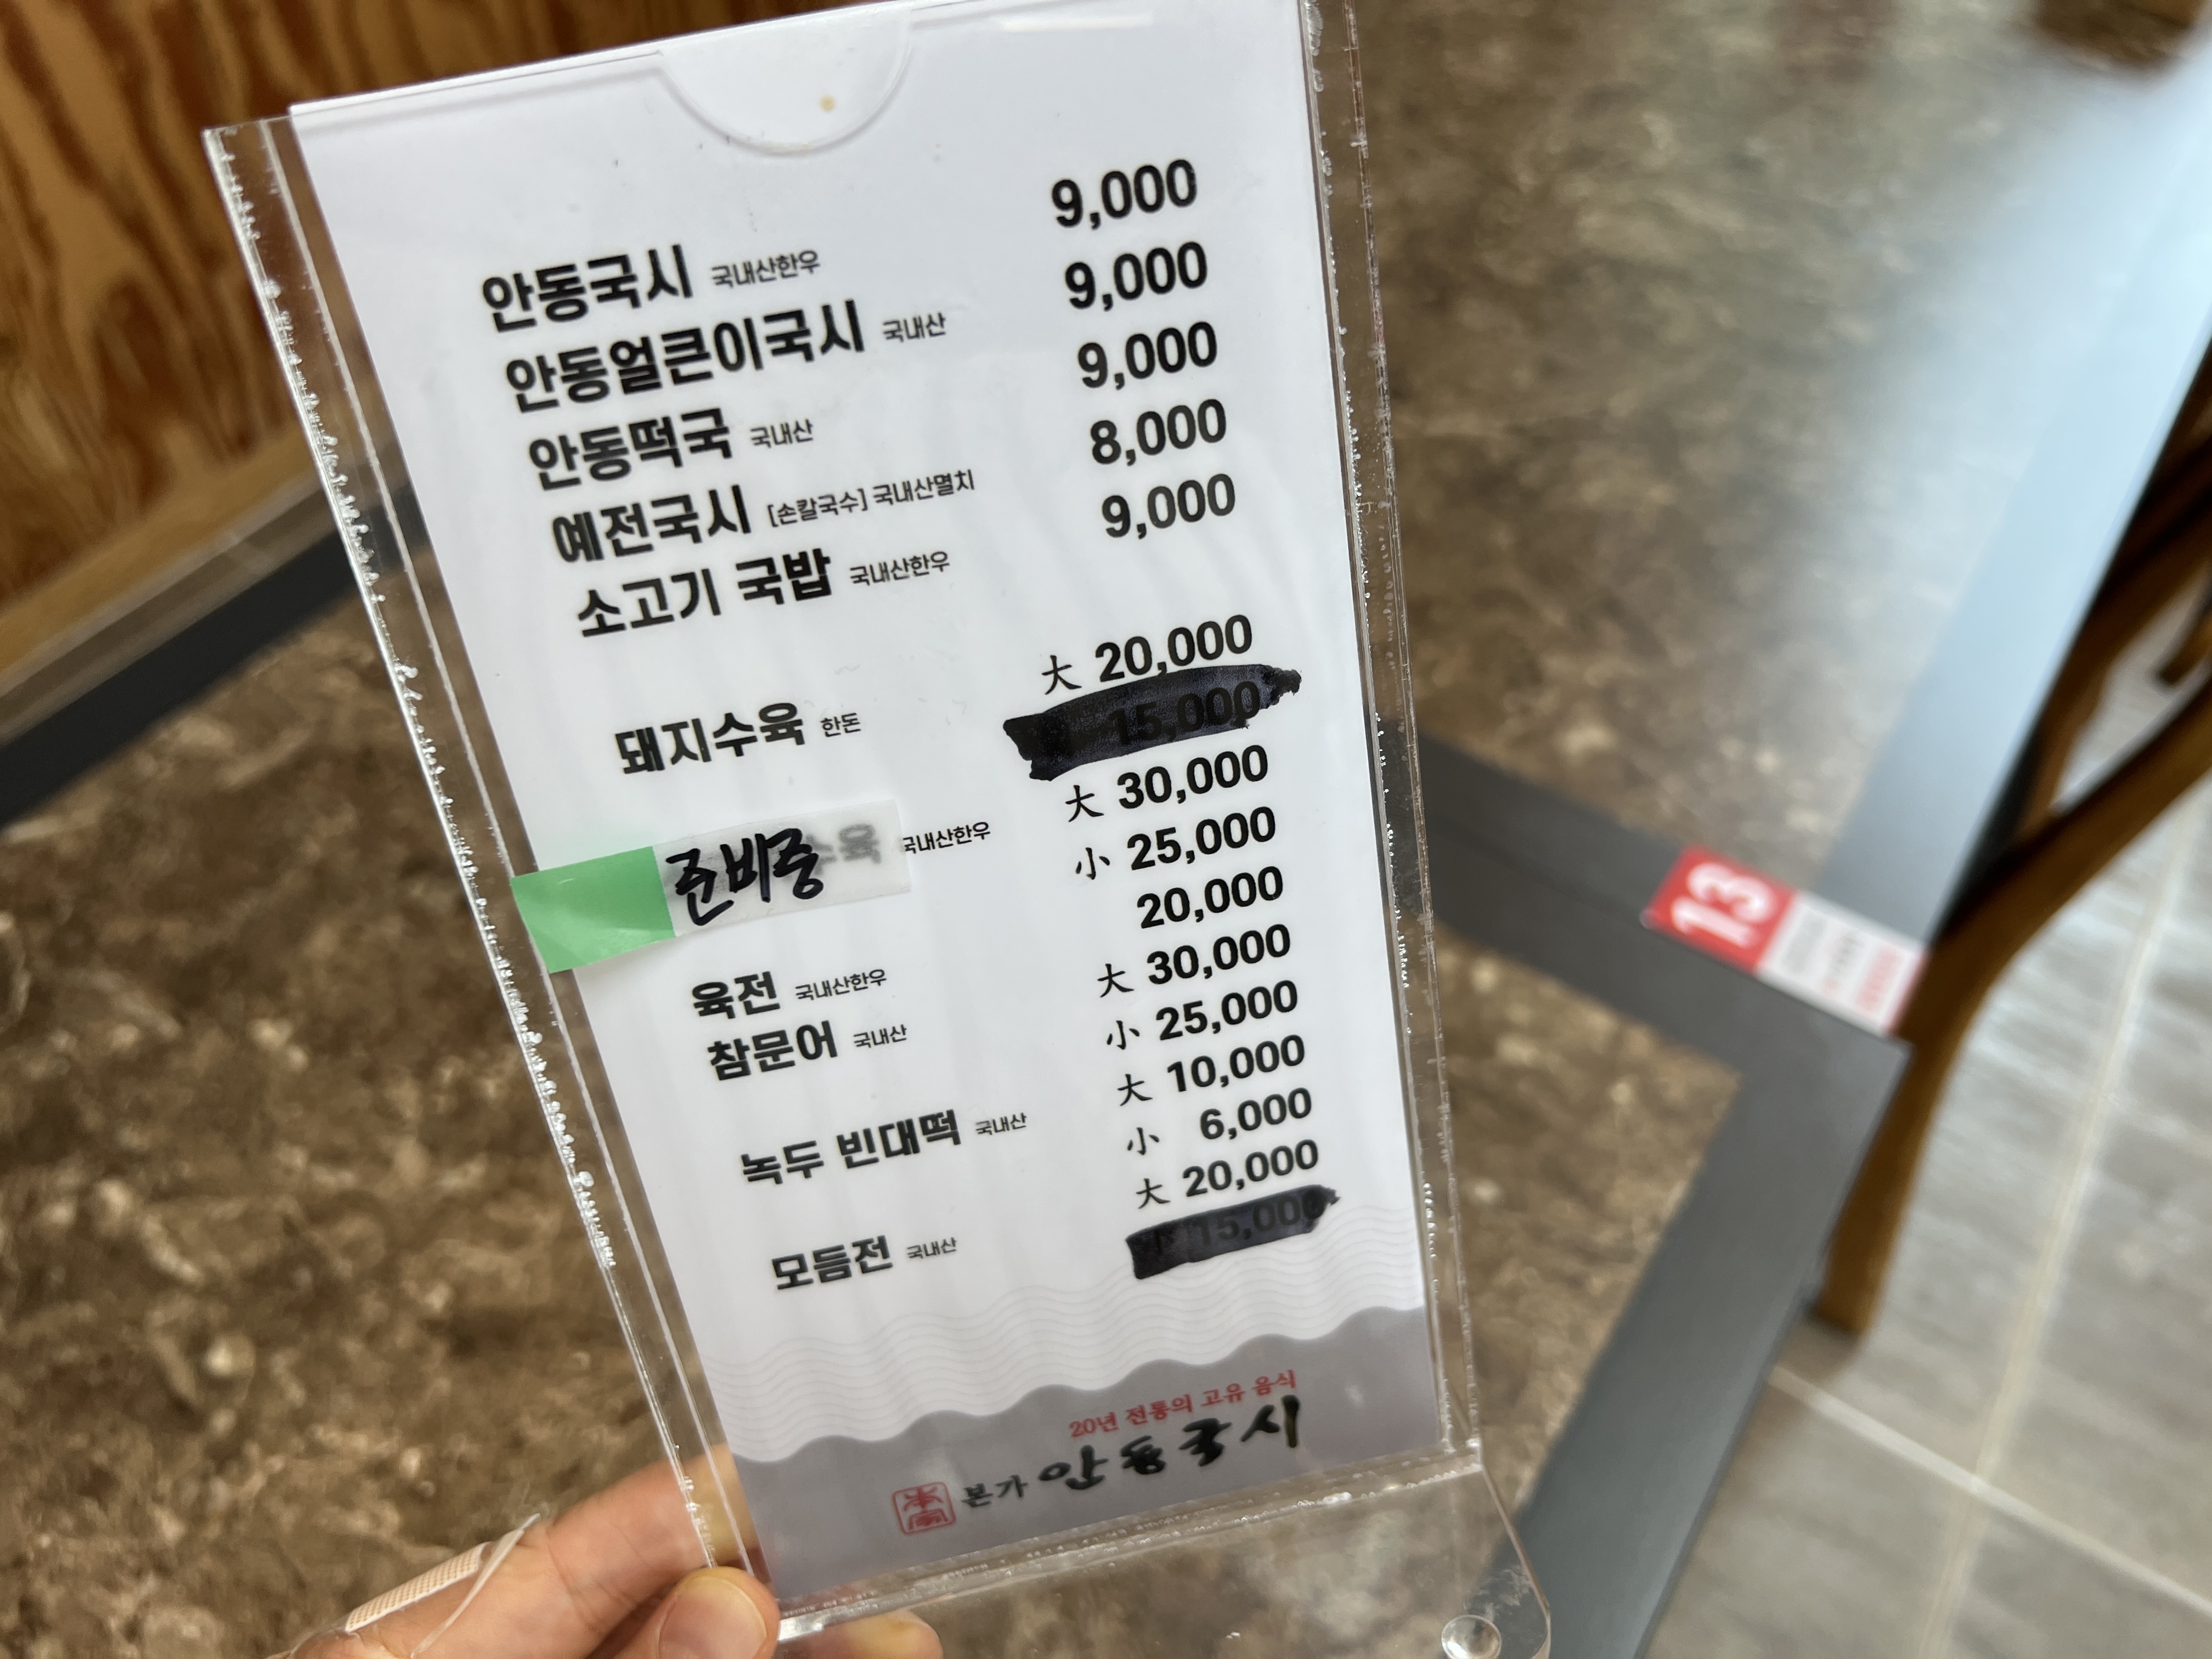 안동국시 국내산한우 9,000
안동얼큰이국시 국내산 9,000
안동떡국 국내산 9,000
예전국시 [손칼국수] 국내산멸치 8,000
소고기 국밥 국내산한우 9,000
돼지수육 한돈 大 20,000
15,000
준비중 수육 국내산한우 大 30,000
小 25,000
육전 국내산한우 20,000
참문어 국내산 大 30,000
小 25,000
녹두 빈대떡 국내산 大 10,000
小 6,000
모듬전 국내산 大 20,000
小 15,000
20년 전통의 고유 음식
본가 안동국시
13